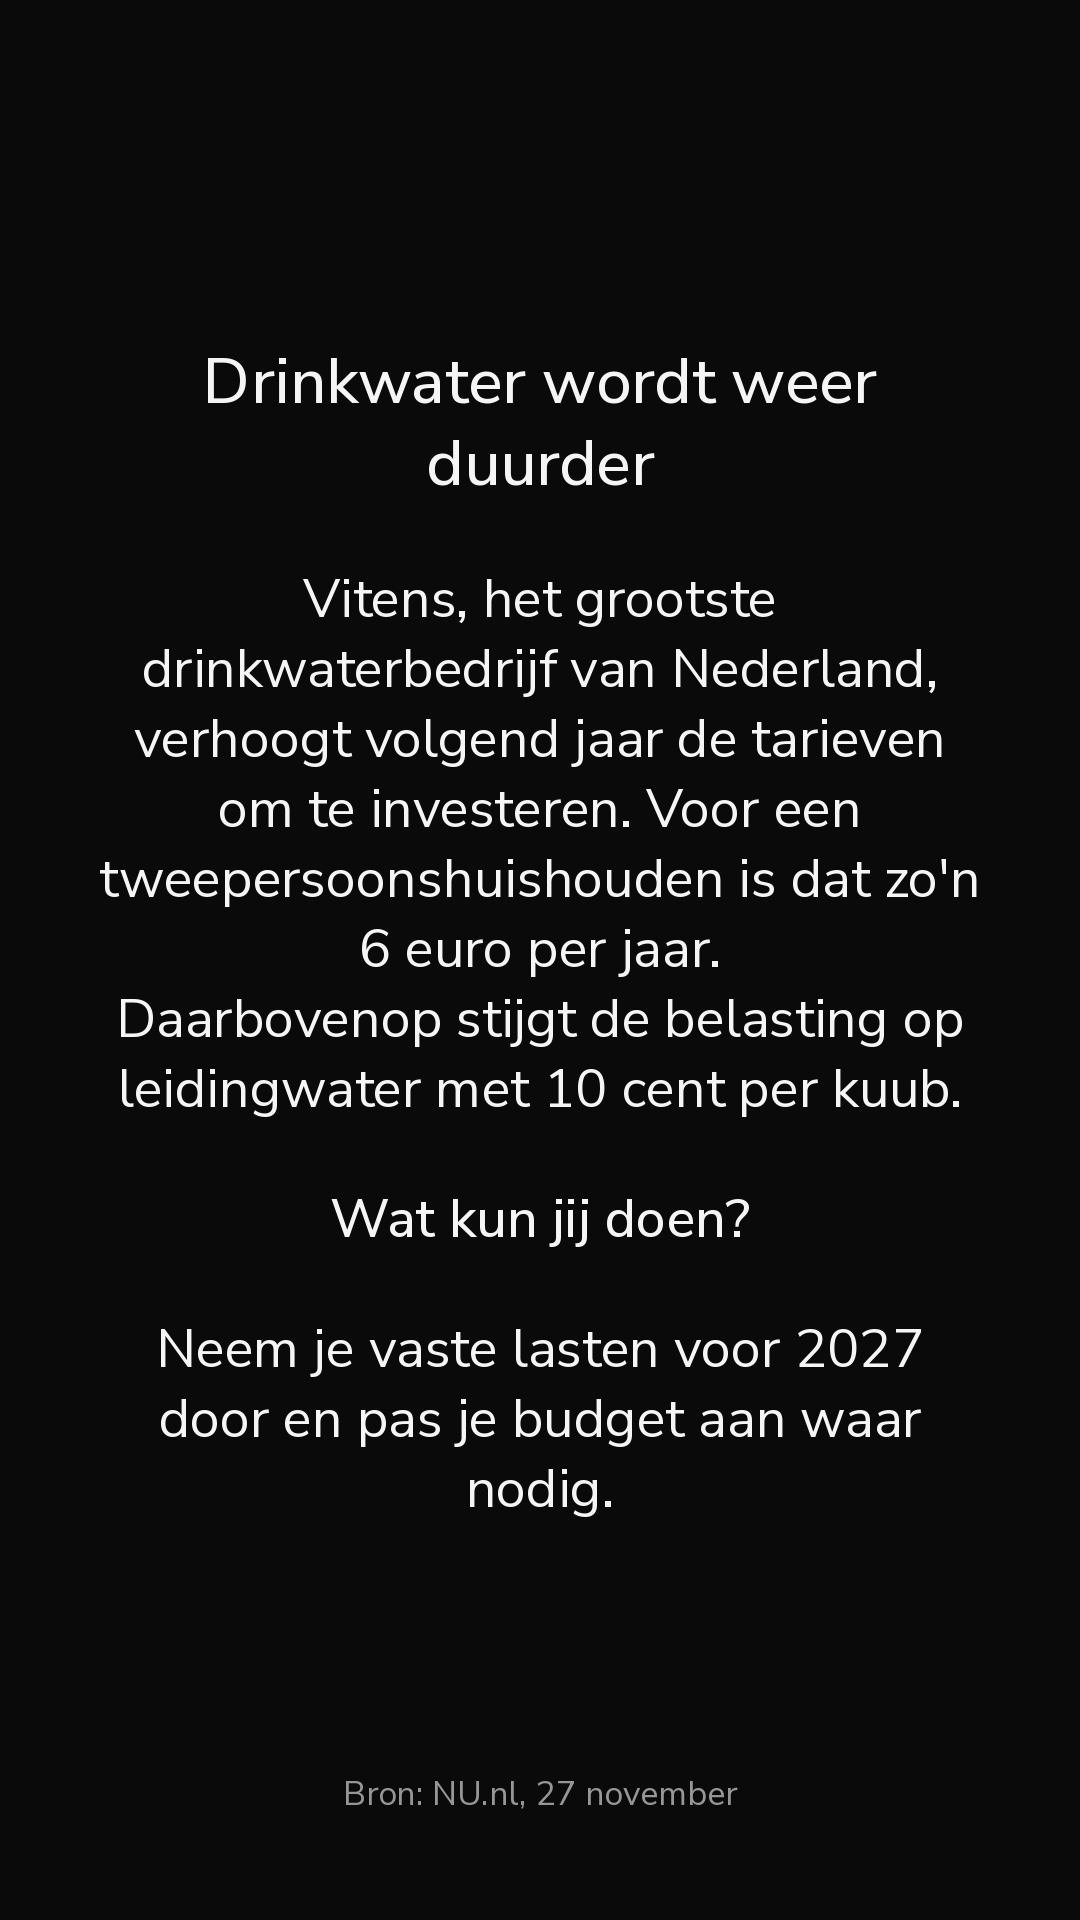 Drinkwater wordt weer
duurder
Vitens, het grootste
drinkwaterbedrijf van Nederland,
verhoogt volgend jaar de tarieven
om te investeren. Voor een
tweepersoonshuishouden is dat zo'n
6 euro per jaar.
Daarbovenop stijgt de belasting op
leidingwater met 10 cent per kuub.
Wat kun jij doen?
Neem je vaste lasten voor 2027
door en pas je budget aan waar
nodig.
Bron: NU.nl, 27 november